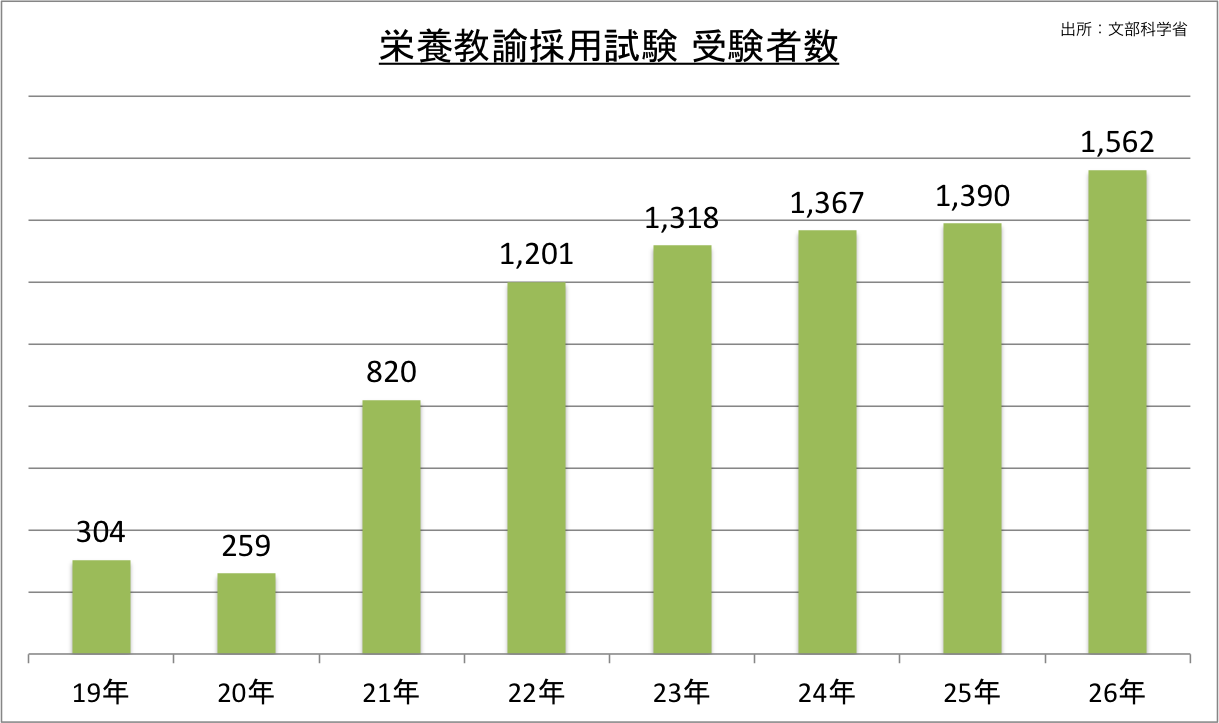 栄養教諭採用試験 受験者数
出所：文部科学省
304
259
820
1,201
1,318
1,367
1,390
1,562
19年
20年
21年
22年
23年
24年
25年
26年